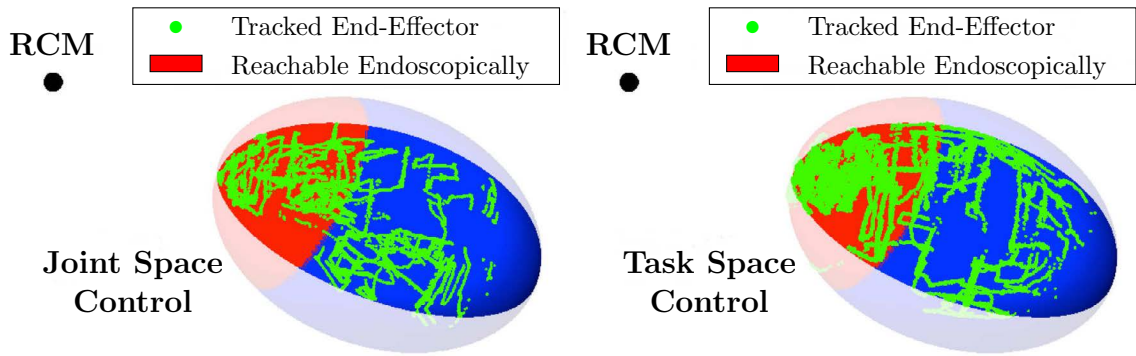 RCM
Tracked End-Effector
Reachable Endoscopically
Joint Space
Control
RCM
Tracked End-Effector
Reachable Endoscopically
Task Space
Control